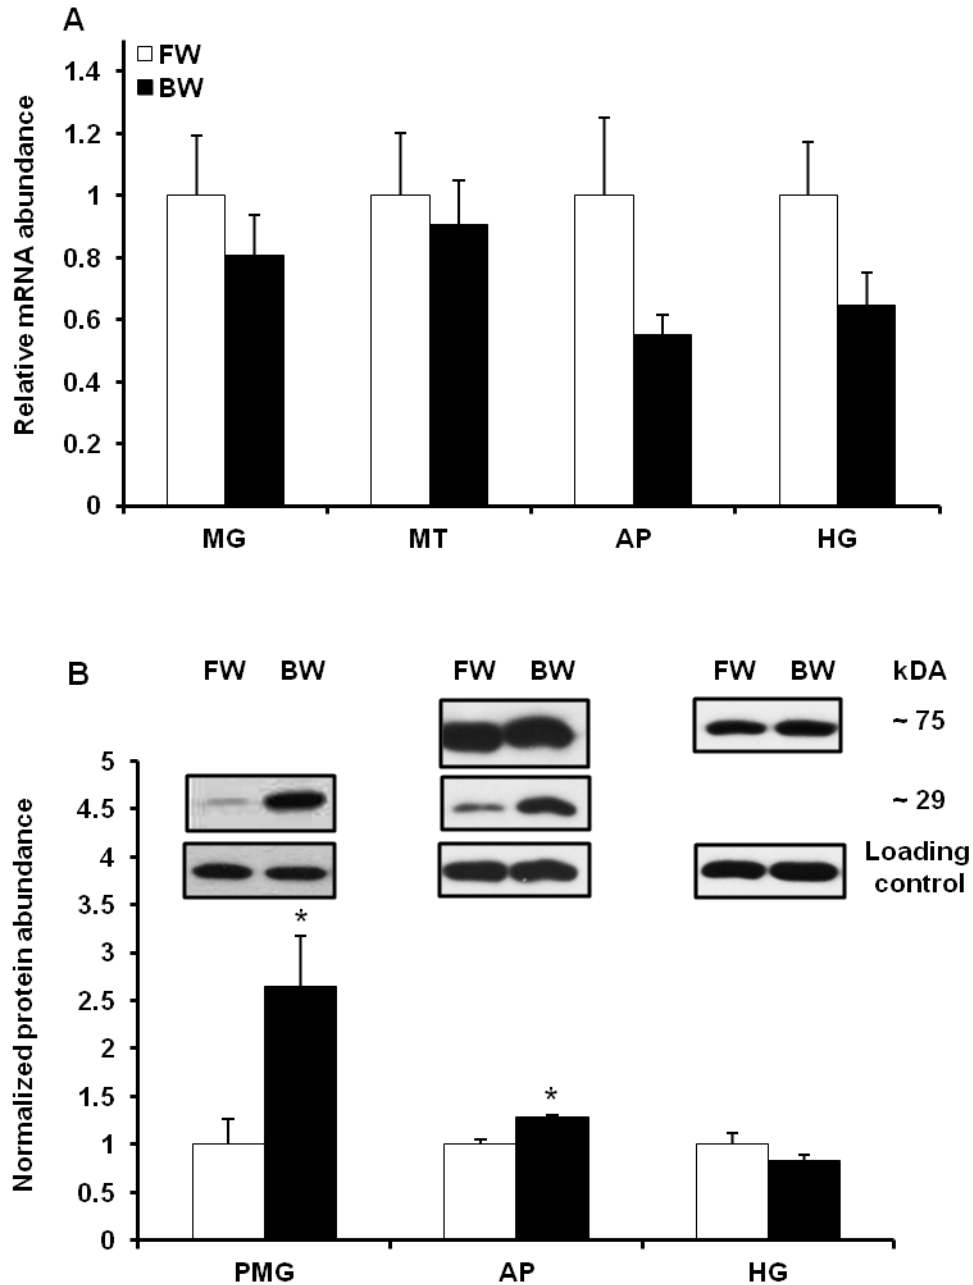 A
FW
BW
Relative mRNA abundance
1.4
1.2
1
0.8
0.6
0.4
0.2
0
MG MT AP HG
B
FW BW FW BW FW BW kDA
~ 75
~ 29
Loading
control
Normalized protein abundance
5
4.5
4
3.5
3
2.5
2
1.5
1
0.5
0
*
*
PMG AP HG